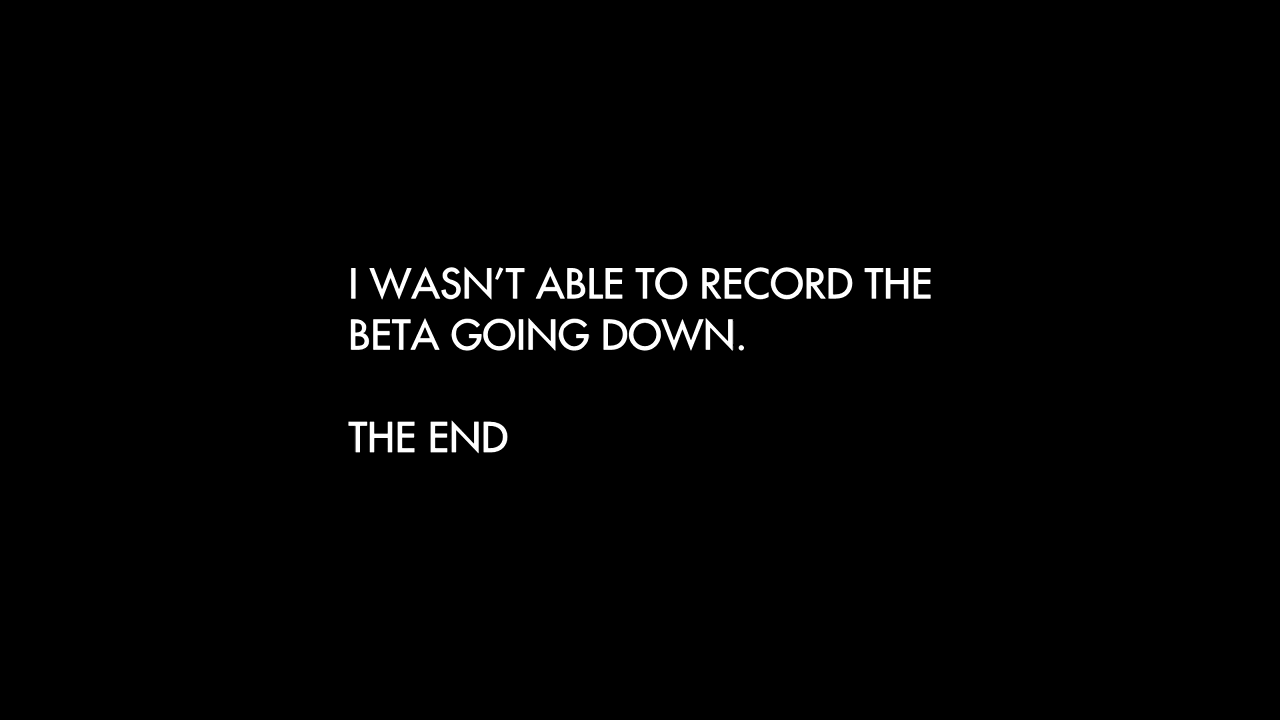 I WASN’T ABLE TO RECORD THE
BETA GOING DOWN.
THE END